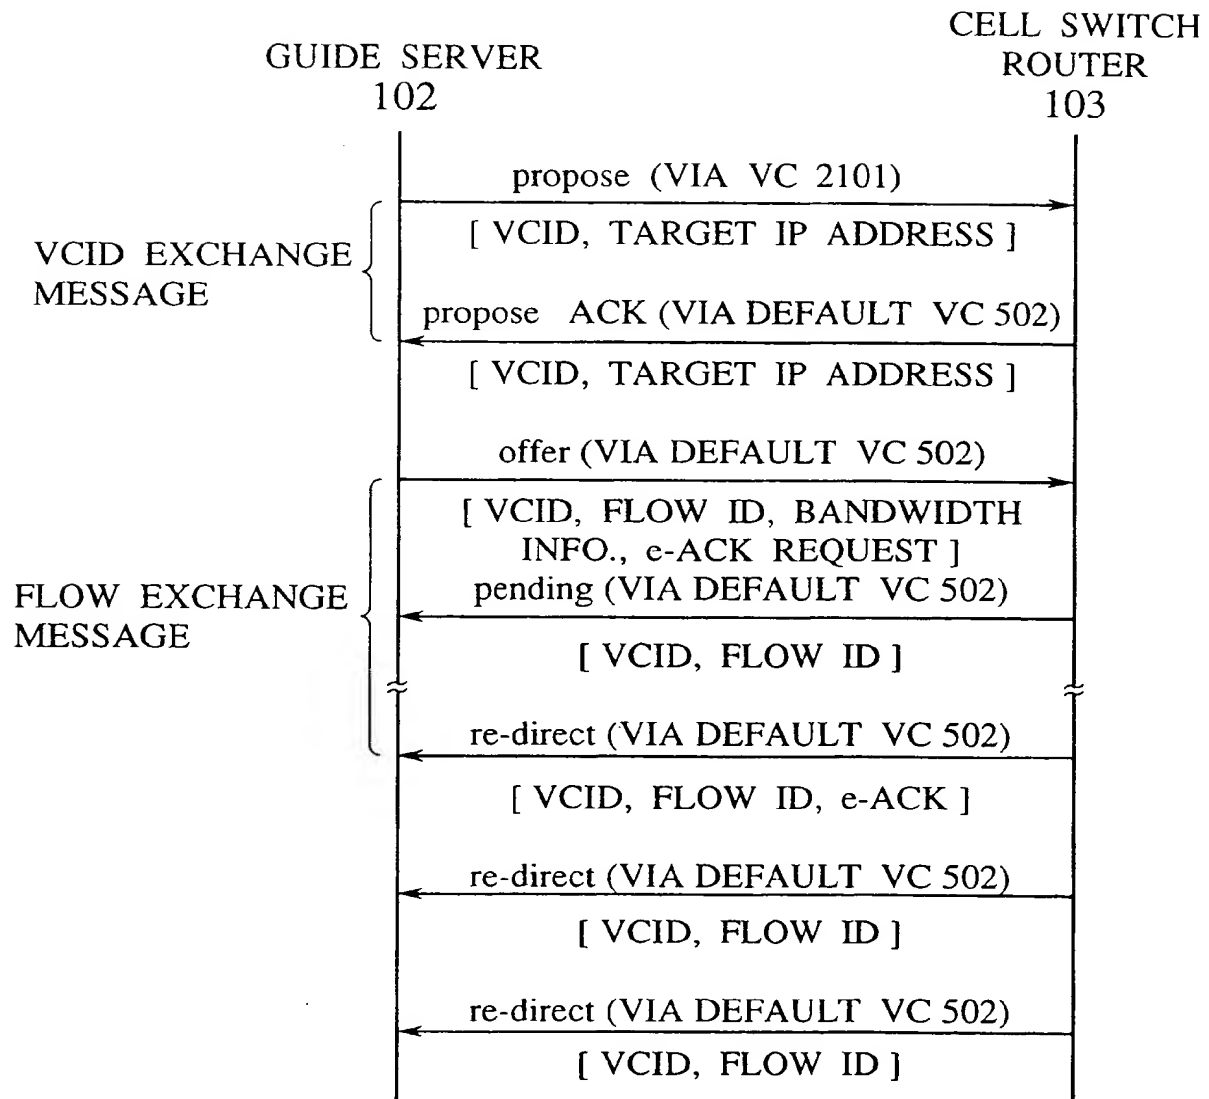 CELL SWITCH
ROUTER
103
GUIDE SERVER
102
propose (VIA VC 2101)
[ VCID, TARGET IP ADDRESS ]
VCID EXCHANGE
MESSAGE
propose ACK (VIA DEFAULT VC 502)
[ VCID, TARGET IP ADDRESS ]
offer (VIA DEFAULT VC 502)
[ VCID, FLOW ID, BANDWIDTH
INFO., e-ACK REQUEST ]
pending (VIA DEFAULT VC 502)
FLOW EXCHANGE
MESSAGE
[ VCID, FLOW ID ]
re-direct (VIA DEFAULT VC 502)
[ VCID, FLOW ID, e-ACK ]
re-direct (VIA DEFAULT VC 502)
[ VCID, FLOW ID ]
re-direct (VIA DEFAULT VC 502)
[ VCID, FLOW ID ]